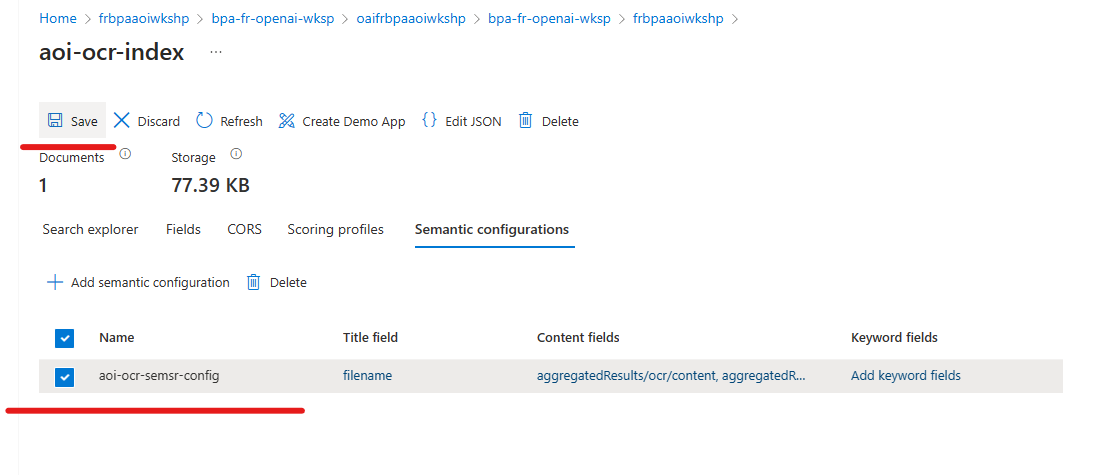 Home > frbpaaoiwkshp > bpa-fr-openai-wksp > oaifrbpaaoiwkshp > bpa-fr-openai-wksp > frbpaaoiwkshp >
aoi-ocr-index ...
Save Discard Refresh Create Demo App {} Edit JSON Delete
Documents Storage
1 77.39 KB
Search explorer Fields CORS Scoring profiles Semantic configurations
+ Add semantic configuration Delete
Name Title field Content fields Keyword fields
aoi-ocr-semsr-config filename aggregatedResults/ocr/content, aggregatedR... Add keyword fields